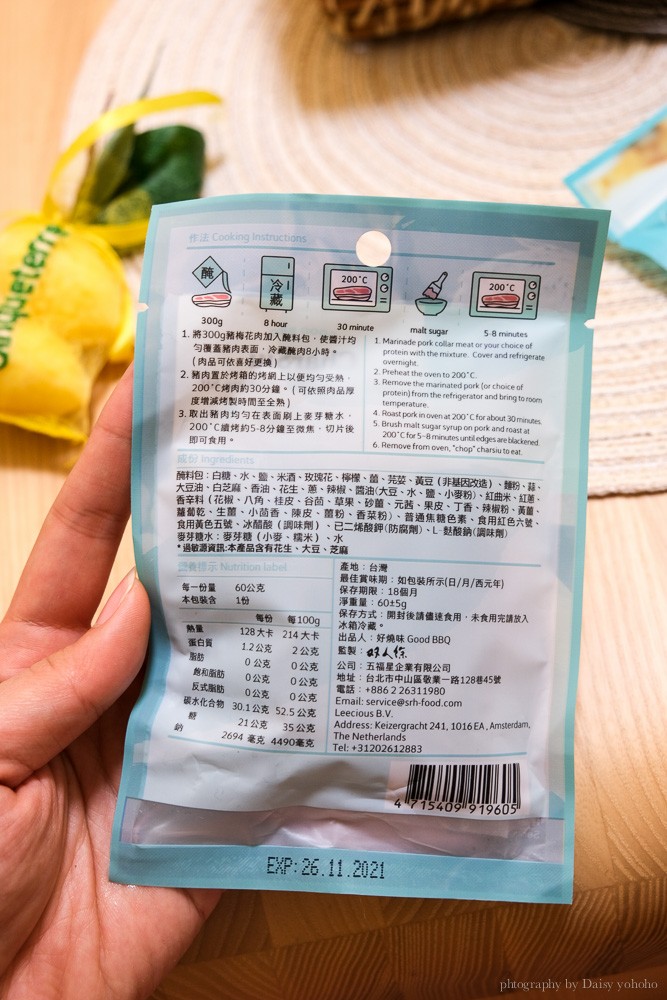 Cinqueterre
作法 Cooking Instructions
醃
冷藏
200°C
200°C
300g
8 hour
30 minute
malt sugar
5-8 minutes
1. 將300g豬梅花肉加入醃料包，使醬汁均
勻覆蓋豬肉表面，冷藏醃肉8小時。
(肉品可依喜好更換)
2. 豬肉置於烤箱的烤網上以便均勻受熱，
200°C烤肉約30分鐘。(可依照肉品厚
度增減烤製時間至全熟)
3. 取出豬肉均勻在表面刷上麥芽糖水，
200°C續烤約5-8分鐘至微焦，切片後
即可食用。
1. Marinade pork collar meat or your choice of
protein with the mixture. Cover and refrigerate
overnight.
2. Preheat the oven to 200°C.
3. Remove the marinated pork (or choice of
protein) from the refrigerator and bring to room
temperature.
4. Roast pork in oven at 200°C for about 30 minutes.
5. Brush malt sugar syrup on pork and roast at
200°C for 5-8 minutes until edges are blackened.
6. Remove from oven, "chop" charsiu to eat.
成份 Ingredients
醃料包：白糖、水、鹽、米酒、玫瑰花、檸檬、薑、芫荽、黃豆(非基因改造)、麵粉、蒜、
大豆油、白芝麻、香油、花生、蔥、辣椒、醬油(大豆、水、鹽、小麥粉)、紅曲米、紅蔥、
香辛料(花椒、八角、桂皮、谷茴、草果、砂薑、元茜、果皮、丁香、辣椒粉、黃薑、
蘿蔔乾、生薑、小茴香、陳皮、薑粉、香菜粉)、普通焦糖色素、食用紅色六號、
食用黃色五號、冰醋酸(調味劑)、已二烯酸鉀(防腐劑)、L-麩酸鈉(調味劑)
麥芽糖水：麥芽糖(小麥、糯米)、水
*過敏源資訊:本產品含有花生、大豆、芝麻
營養標示 Nutrition label
每一份量 60公克
本包裝含 1份
每份 每100g
熱量 128 大卡 214 大卡
蛋白質 1.2 公克 2 公克
脂肪 0 公克 0 公克
飽和脂肪 0 公克 0 公克
反式脂肪 0 公克 0 公克
碳水化合物 30.1 公克 52.5 公克
糖 21 公克 35 公克
鈉 2694 毫克 4490毫克
產地：台灣
最佳賞味期：如包裝所示(日/月/西元年)
保存期限：18個月
淨重量：60±5g
保存方式：開封後請儘速食用，未食用完請放入
冰箱冷藏。
出品人：好燒味 Good BBQ
監製：
公司：五福星企業有限公司
地址：台北市中山區敬業一路128巷45號
電話：+886 2 26311980
Email: service@srh-food.com
Leecious B.V.
Address: Keizergracht 241, 1016 EA, Amsterdam,
The Netherlands
Tel: +31202612883
4 715409 919605
EXP:26.11.2021
photography by Daisy yohoho